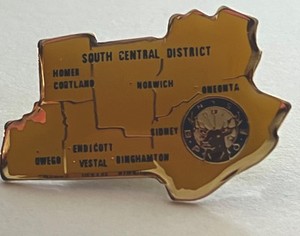 SOUTH CENTRAL DISTRICT
HOMER
CORTLAND
NORWICH
ONEONTA
SIDNEY
ENDICOTT
OWEGO
VESTAL
BINGHAMTON